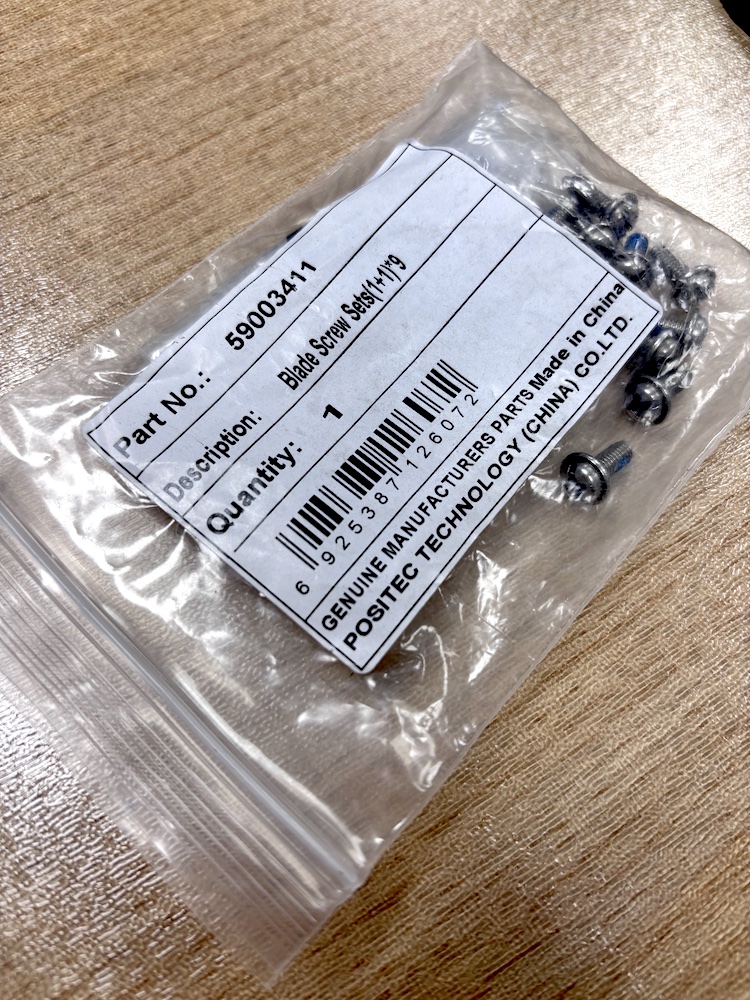 Part No.: 59003411
Description: Blade Screw Sets(1+1)*9
Quantity: 1
6 925387 126072
GENUINE MANUFACTURERS PARTS Made in China
POSITEC TECHNOLOGY (CHINA) CO.LTD.